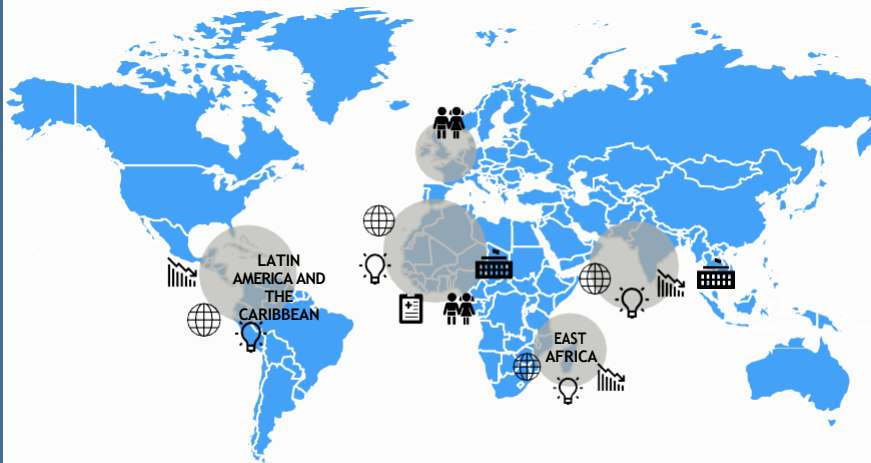 LATIN
AMERICA AND
THE
CARIBBEAN
EAST
AFRICA